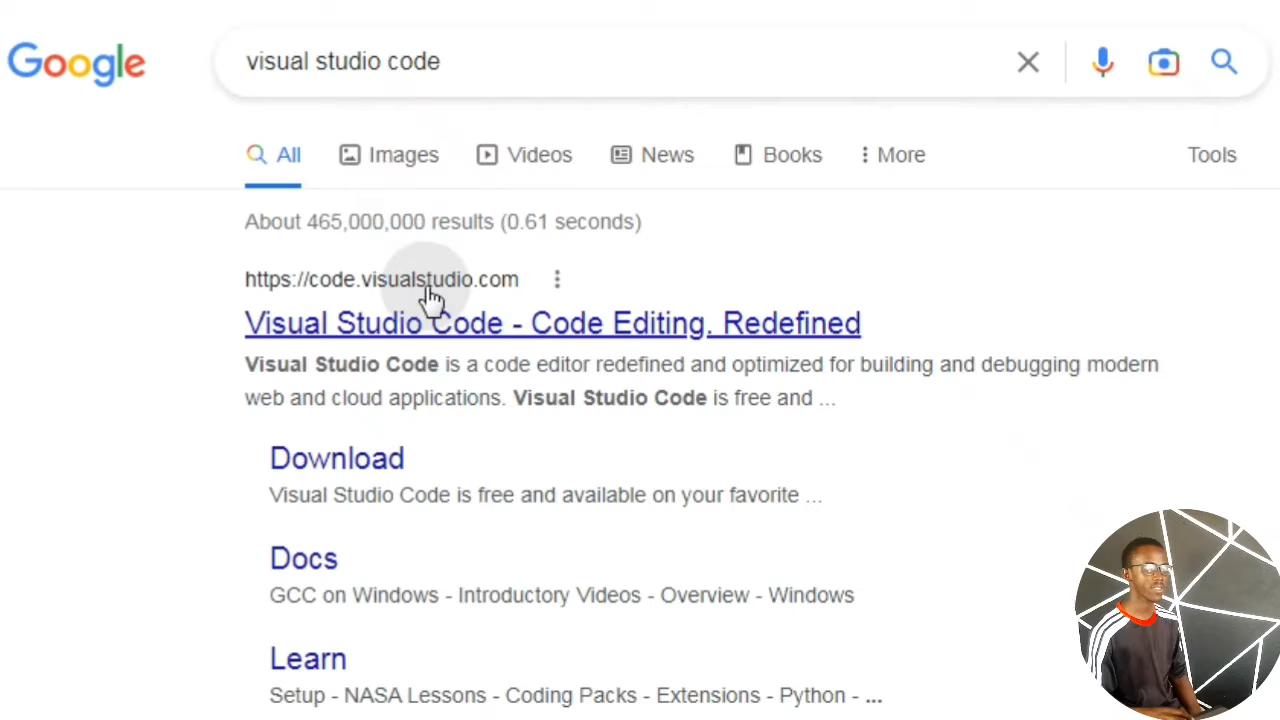 Google
visual studio code
All Images Videos News Books More Tools
About 465,000,000 results (0.61 seconds)
https://code.visualstudio.com
Visual Studio Code - Code Editing. Redefined
Visual Studio Code is a code editor redefined and optimized for building and debugging modern
web and cloud applications. Visual Studio Code is free and ...
Download
Visual Studio Code is free and available on your favorite ...
Docs
GCC on Windows - Introductory Videos - Overview - Windows
Learn
Setup - NASA Lessons - Coding Packs - Extensions - Python - ...